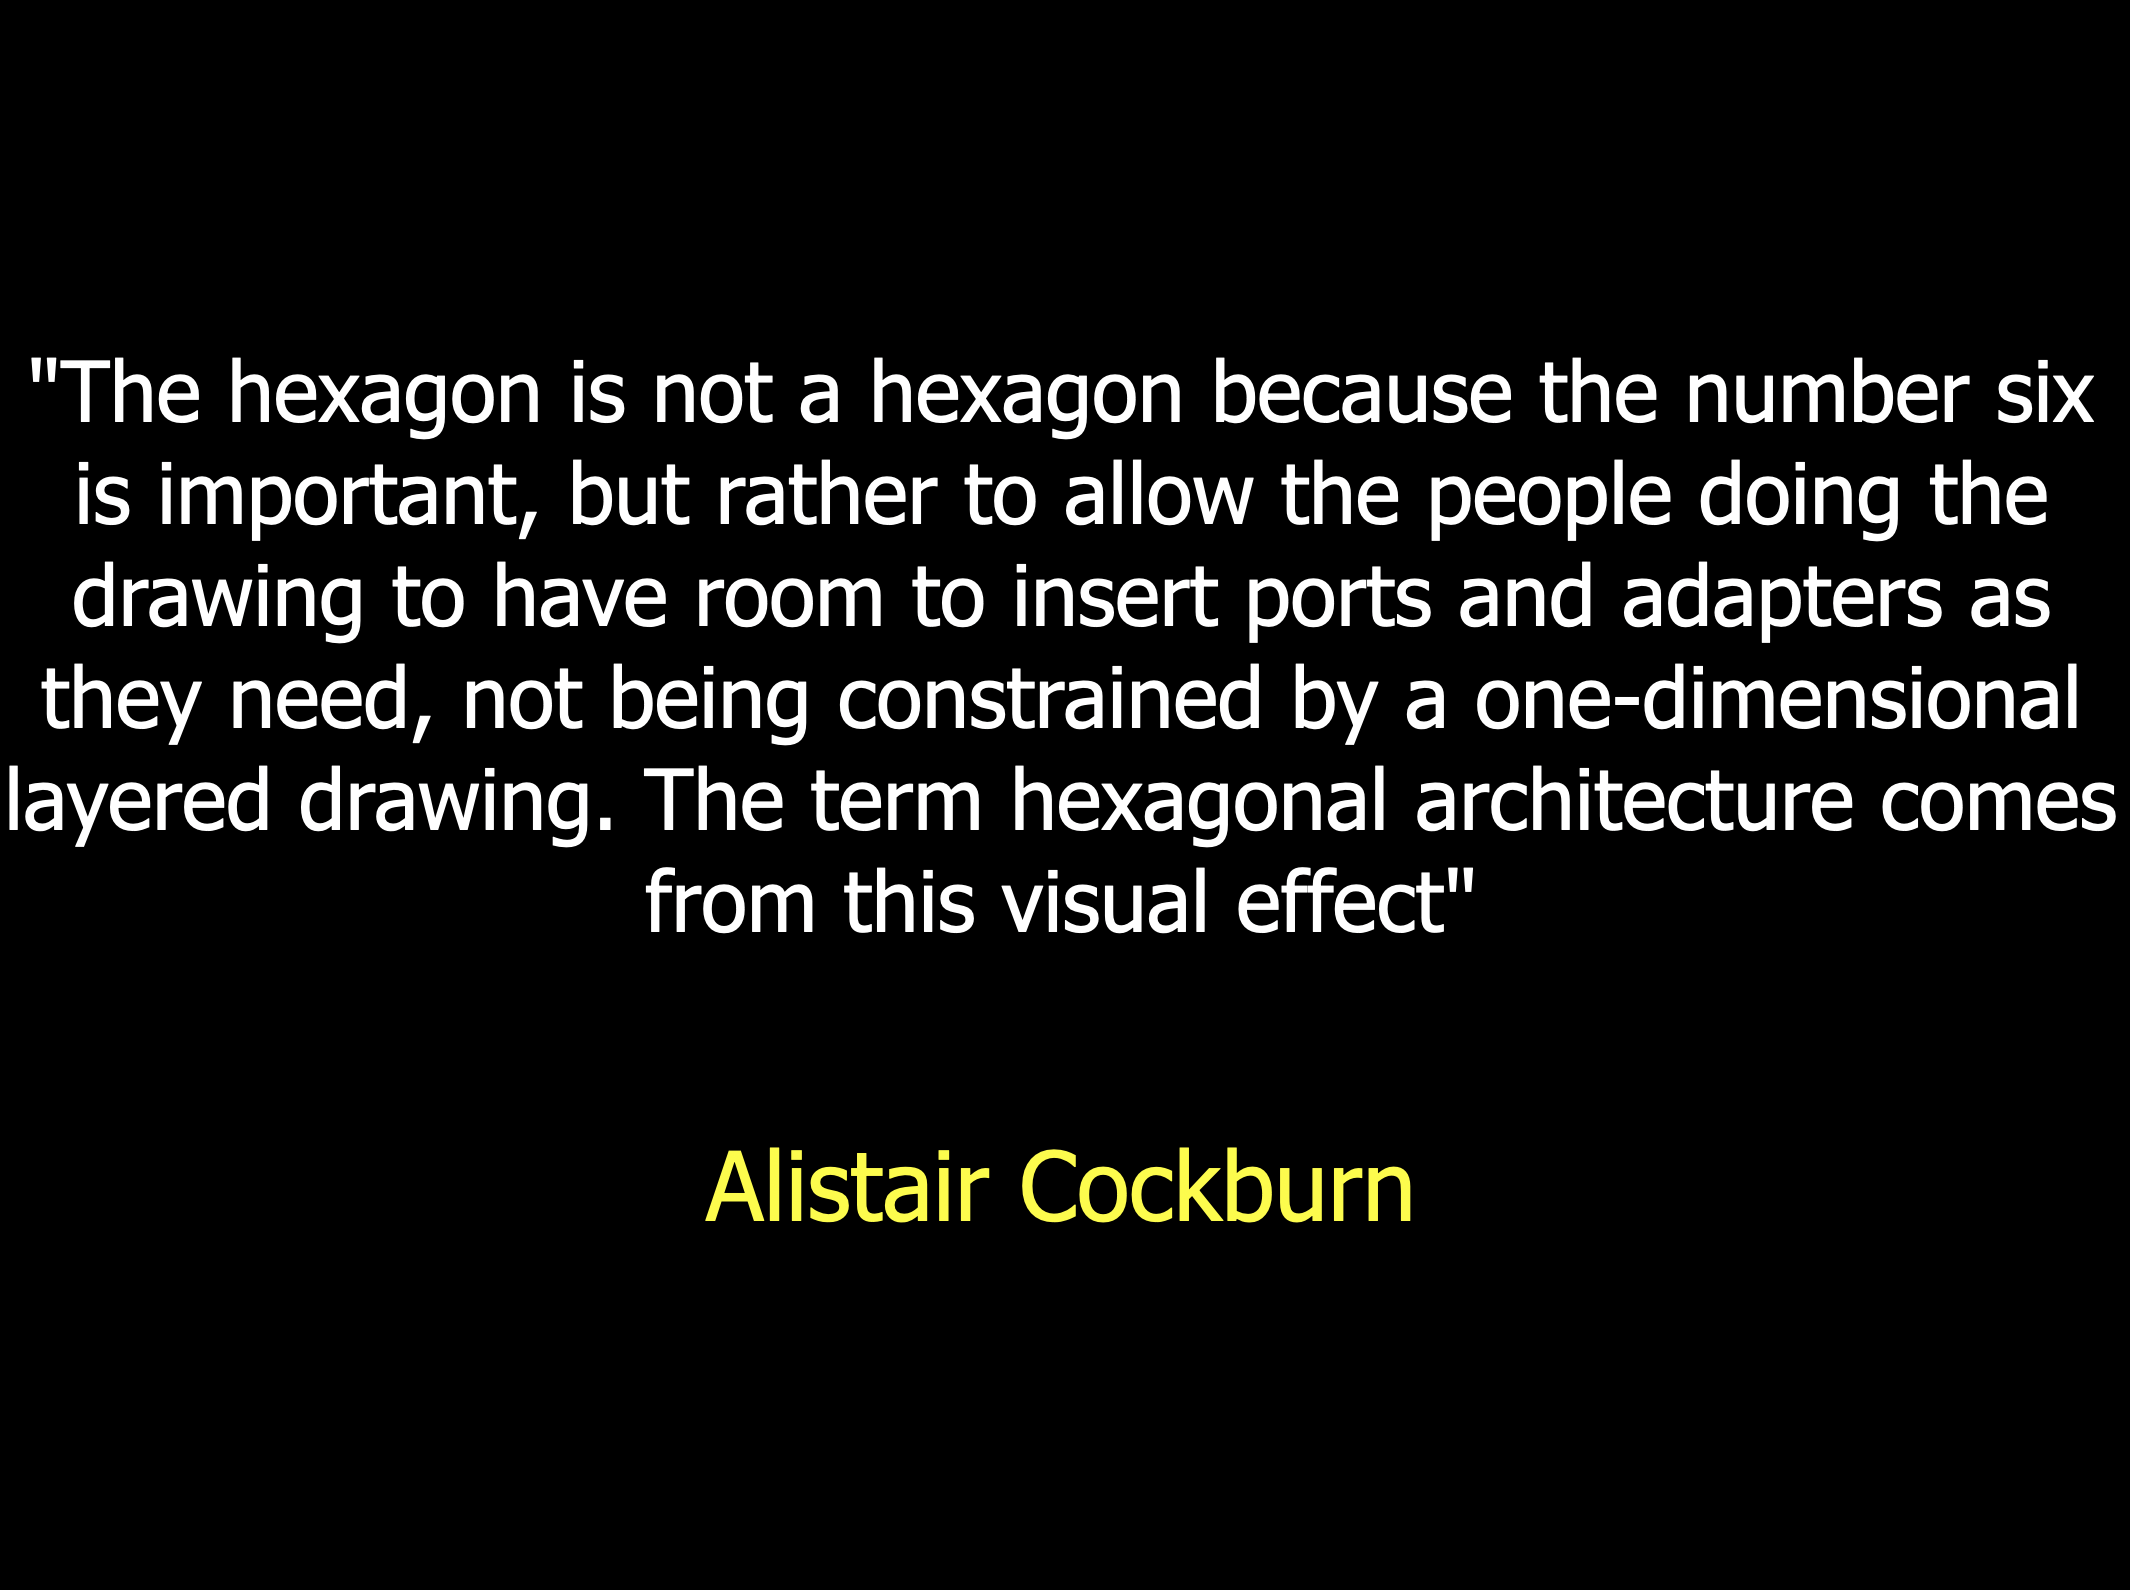 "The hexagon is not a hexagon because the number six
is important, but rather to allow the people doing the
drawing to have room to insert ports and adapters as
they need, not being constrained by a one-dimensional
layered drawing. The term hexagonal architecture comes
from this visual effect"
Alistair Cockburn